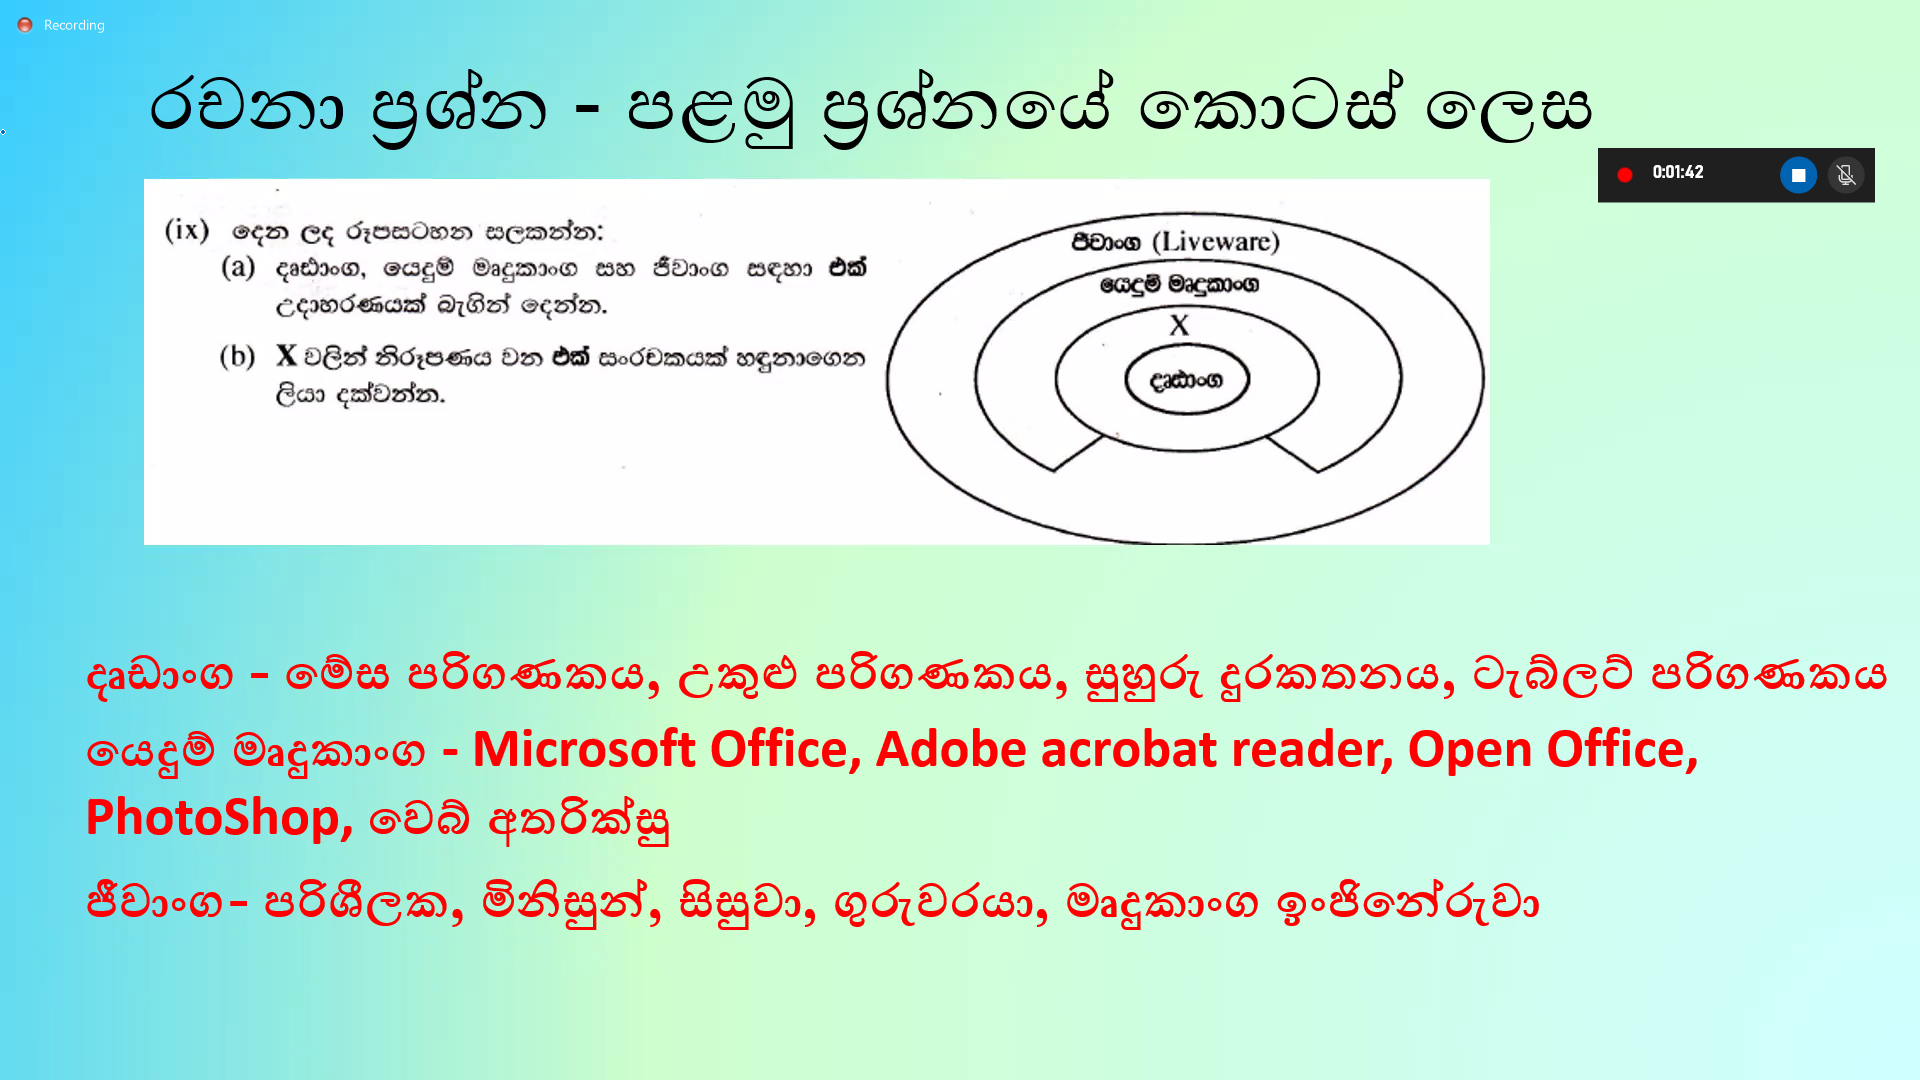 Recording
රචනා ප්‍රශ්න - පළමු ප්‍රශ්නයේ කොටස් ලෙස
0:01:42
(ix) දෙන ලද රූපසටහන සලකන්න:
(a) දෘඪාංග, යෙදුම් මෘදුකාංග සහ ජීවාංග සඳහා එක්
උදාහරණයක් බැගින් දෙන්න.
(b) X වලින් නිරූපණය වන එක් සංරචකයක් හඳුනාගෙන
ලියා දක්වන්න.
ජීවාංග (Liveware)
යෙදුම් මෘදුකාංග
X
දෘඪාංග
දෘඩාංග - මේස පරිගණකය, උකුළු පරිගණකය, සුහුරු දුරකතනය, ටැබ්ලට් පරිගණකය
යෙදුම් මෘදුකාංග - Microsoft Office, Adobe acrobat reader, Open Office,
PhotoShop, වෙබ් අතරික්සු
ජීවාංග- පරිශීලක, මිනිසුන්, සිසුවා, ගුරුවරයා, මෘදුකාංග ඉංජිනේරුවා